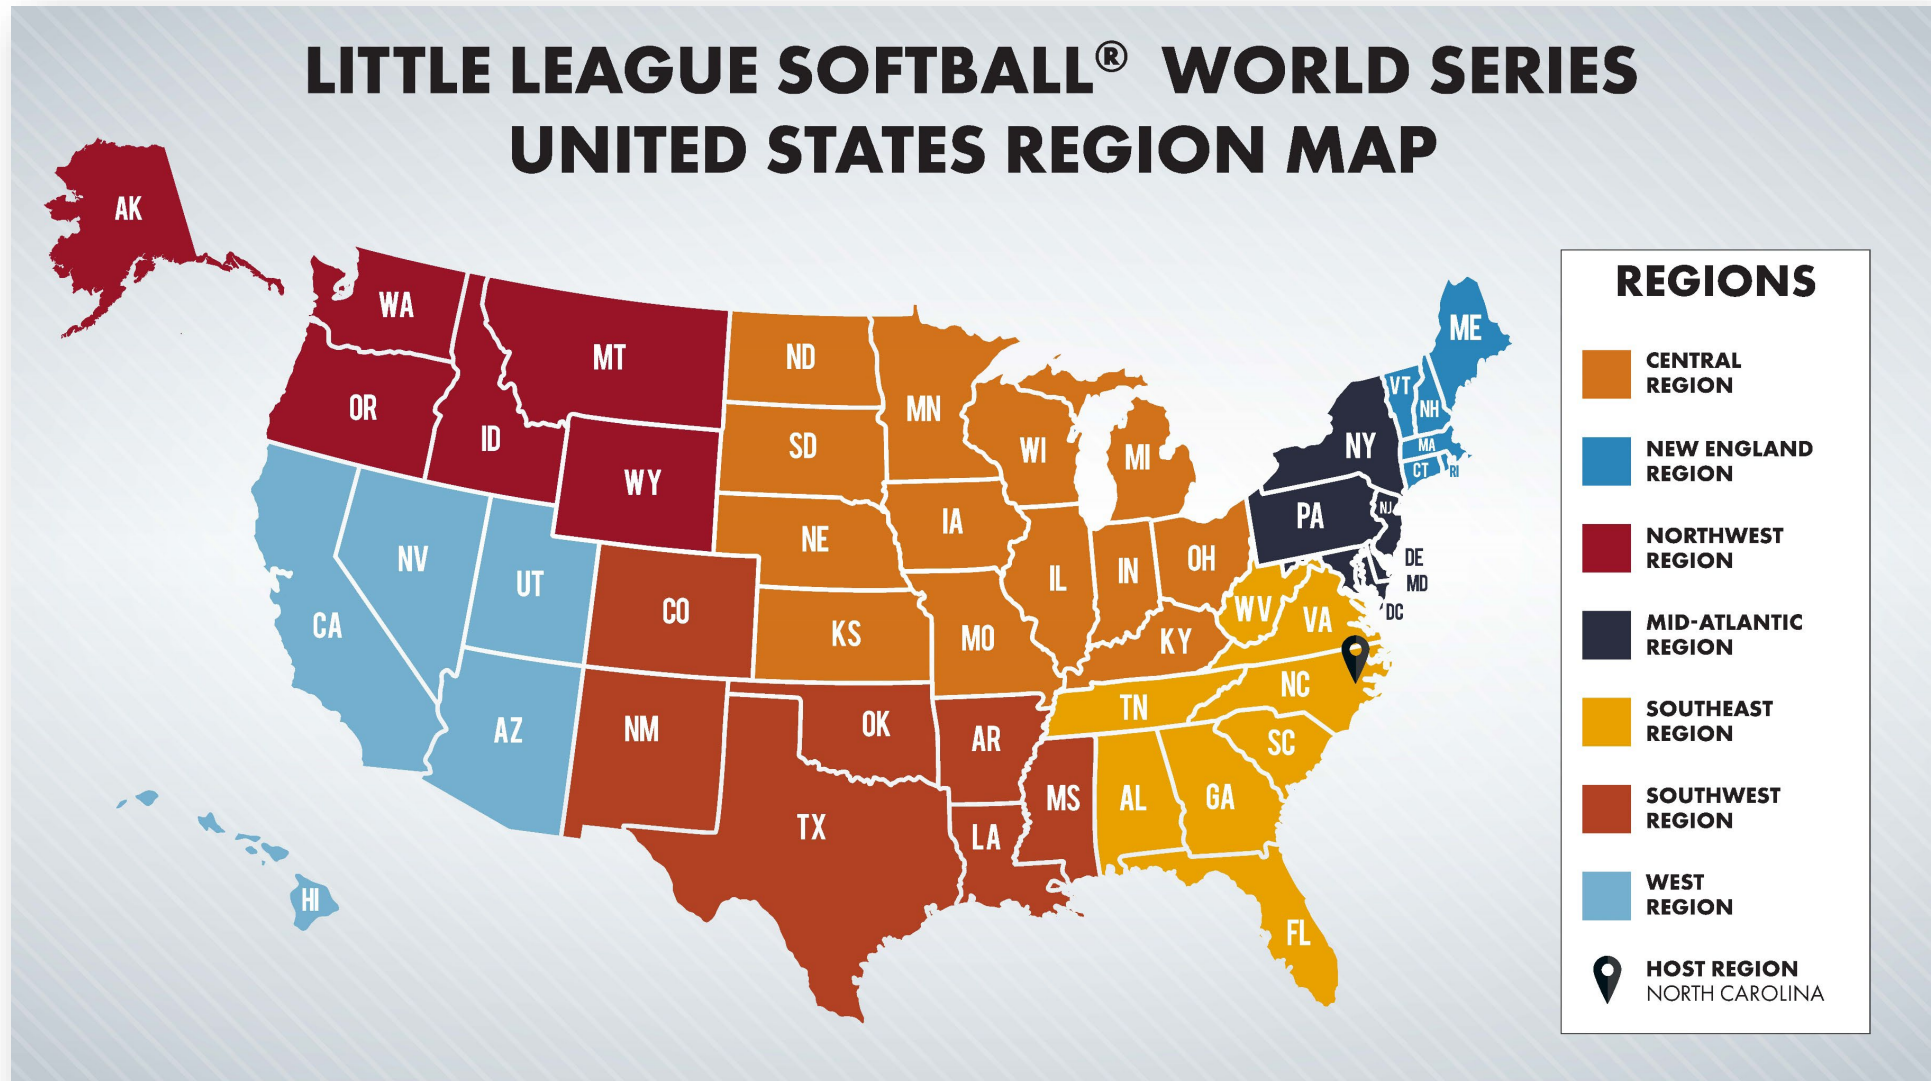 LITTLE LEAGUE SOFTBALL® WORLD SERIES
UNITED STATES REGION MAP
AK
WA
MT
ND
MN
OR
ID
WY
SD
WI
MI
NY
VT
NH
ME
MA
CT
RI
NE
IA
PA
NJ
NV
UT
CO
KS
MO
IL
IN
OH
WV
VA
DE
MD
DC
CA
AZ
NM
OK
AR
KY
TN
NC
SC
TX
LA
MS
AL
GA
FL
HI
REGIONS
CENTRAL
REGION
NEW ENGLAND
REGION
NORTHWEST
REGION
MID-ATLANTIC
REGION
SOUTHEAST
REGION
SOUTHWEST
REGION
WEST
REGION
HOST REGION
NORTH CAROLINA